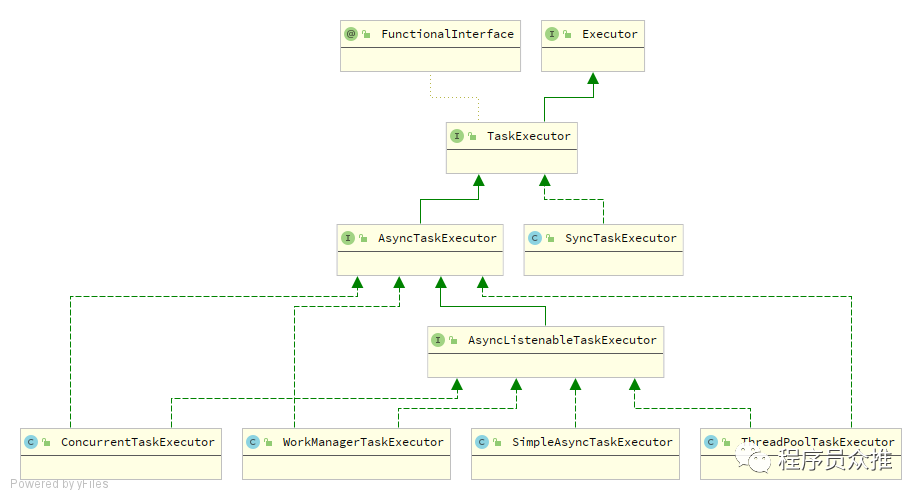 FunctionalInterface
Executor
TaskExecutor
AsyncTaskExecutor
SyncTaskExecutor
AsyncListenableTaskExecutor
ConcurrentTaskExecutor
WorkManagerTaskExecutor
SimpleAsyncTaskExecutor
ThreadPoolTaskExecutor
程序员众推
Powered by yFiles